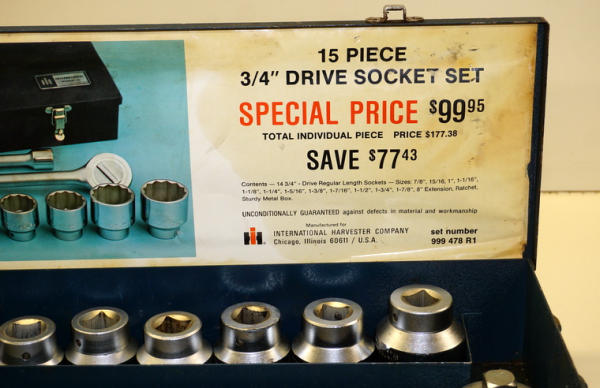 15 PIECE
3/4" DRIVE SOCKET SET
SPECIAL PRICE $9995
TOTAL INDIVIDUAL PIECE PRICE $177.38
SAVE $7743
Contents — 14 3/4" - Drive Regular Length Sockets — Sizes: 7/8", 15/16, 1", 1-1/16",
1-1/8", 1-1/4", 1-5/16", 1-3/8", 1-7/16", 1-1/2", 1-3/4", 1-7/8", 8" Extension, Ratchet,
Sturdy Metal Box.
UNCONDITIONALLY GUARANTEED against defects in material and workmanship
Manufactured for
INTERNATIONAL HARVESTER COMPANY
Chicago, Illinois 60611 / U.S.A.
set number
999 478 R1